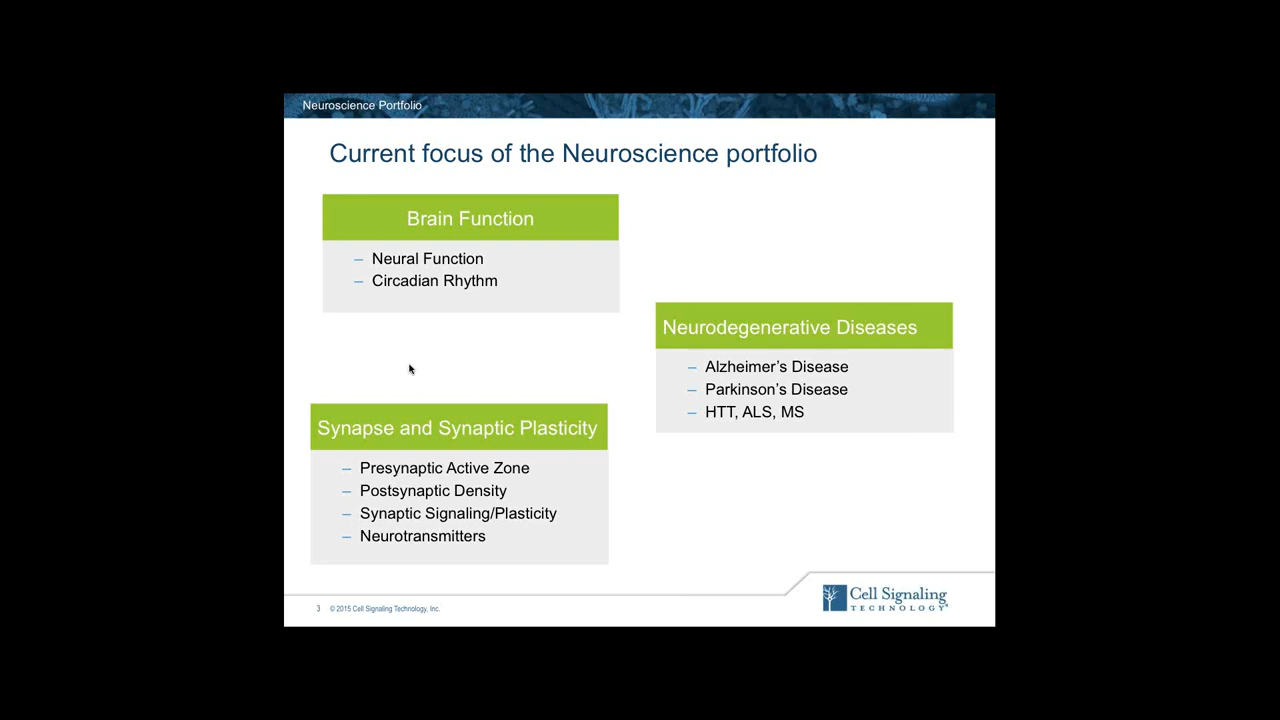 Neuroscience Portfolio
Current focus of the Neuroscience portfolio
Brain Function
– Neural Function
– Circadian Rhythm
Neurodegenerative Diseases
– Alzheimer’s Disease
– Parkinson’s Disease
– HTT, ALS, MS
Synapse and Synaptic Plasticity
– Presynaptic Active Zone
– Postsynaptic Density
– Synaptic Signaling/Plasticity
– Neurotransmitters
3 © 2015 Cell Signaling Technology, Inc.
Cell Signaling
TECHNOLOGY®